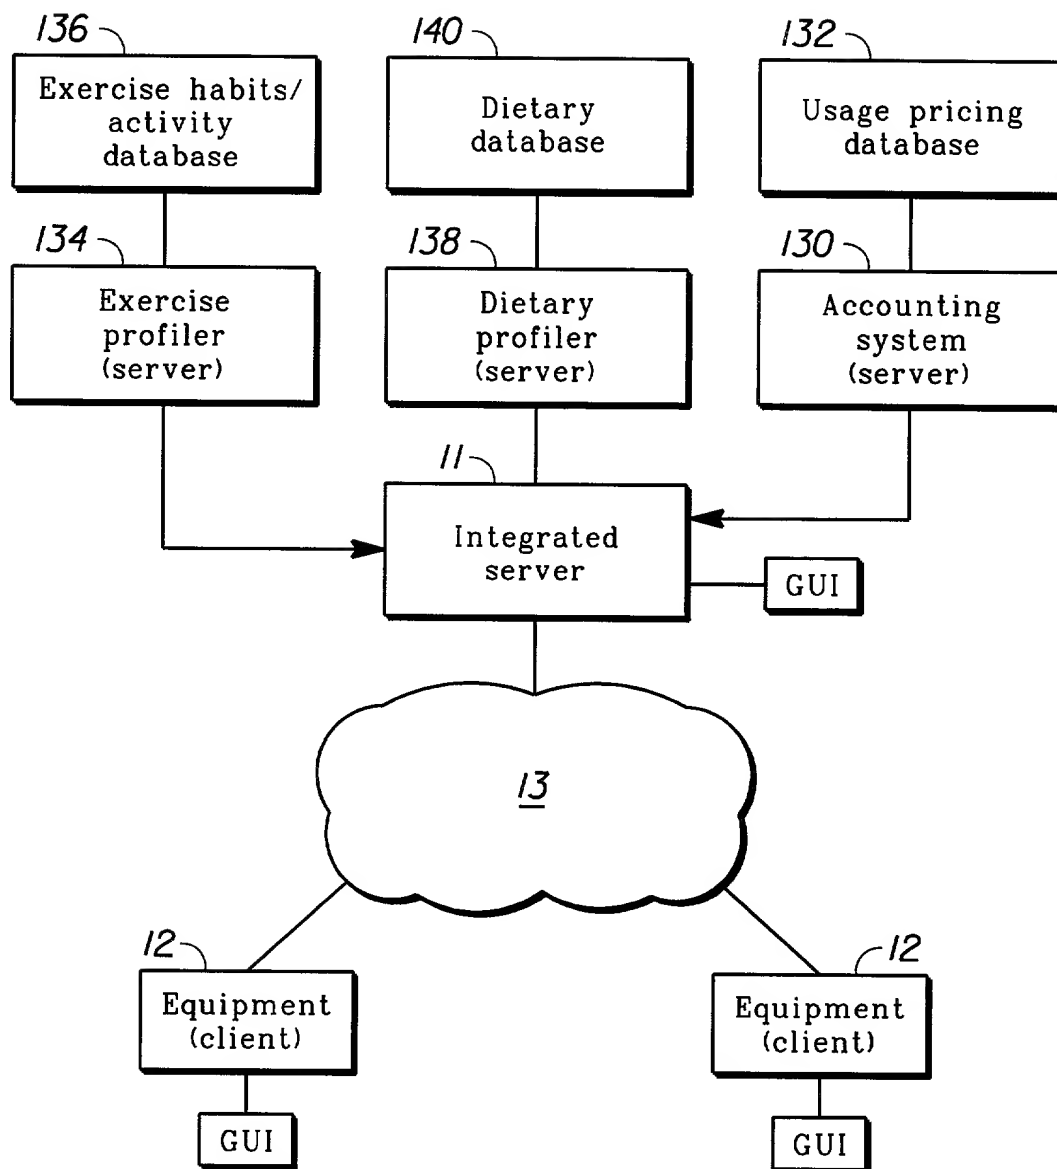 136
140
132
Exercise habits/
activity
database
Dietary
database
Usage pricing
database
134
138
130
Exercise
profiler
(server)
Dietary
profiler
(server)
Accounting
system
(server)
11
Integrated
server
GUI
13
12
12
Equipment
(client)
Equipment
(client)
GUI
GUI